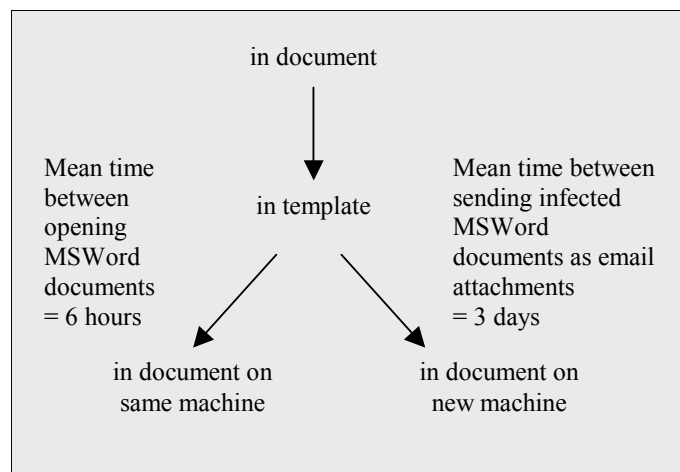 in document
Mean time
between
opening
MSWord
documents
= 6 hours
in template
Mean time between
sending infected
MSWord
documents as email
attachments
= 3 days
in document on
same machine
in document on
new machine